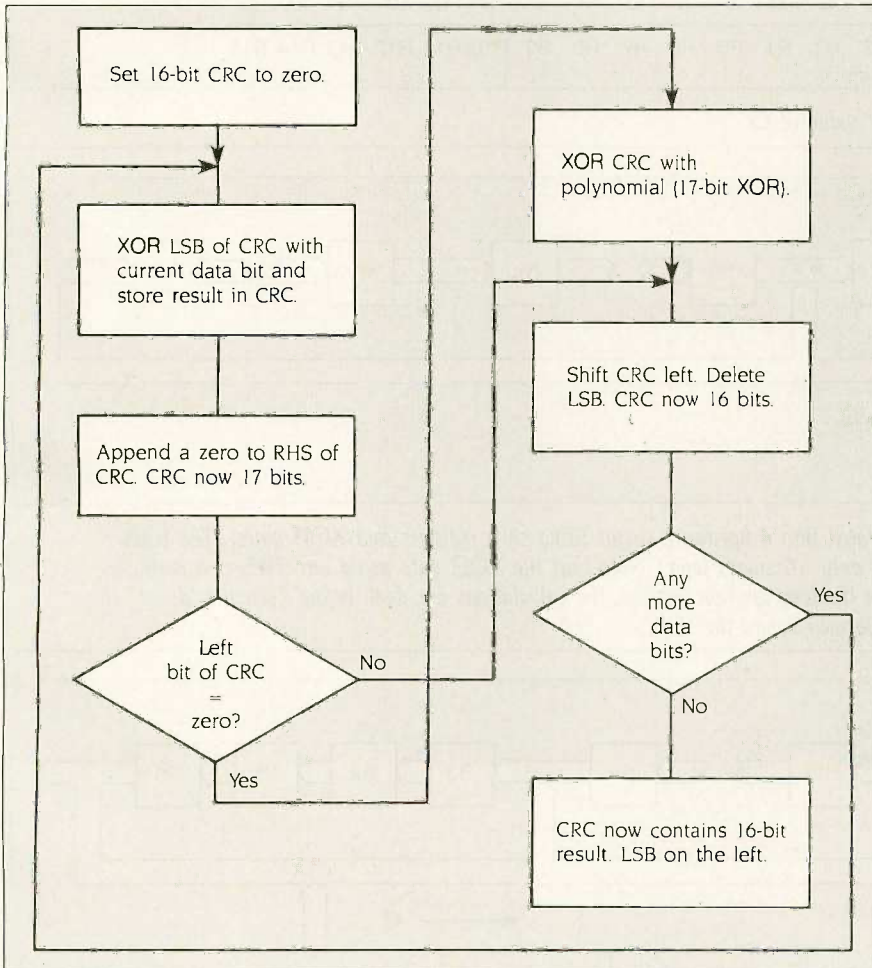 Set 16-bit CRC to zero.
XOR LSB of CRC with
current data bit and
store result in CRC.
Append a zero to RHS of
CRC. CRC now 17 bits.
Left
bit of CRC
=
zero?
No
Yes
XOR CRC with
polynomial (17-bit XOR).
Shift CRC left. Delete
LSB. CRC now 16 bits.
Any
more
data
bits?
Yes
No
CRC now contains 16-bit
result. LSB on the left.